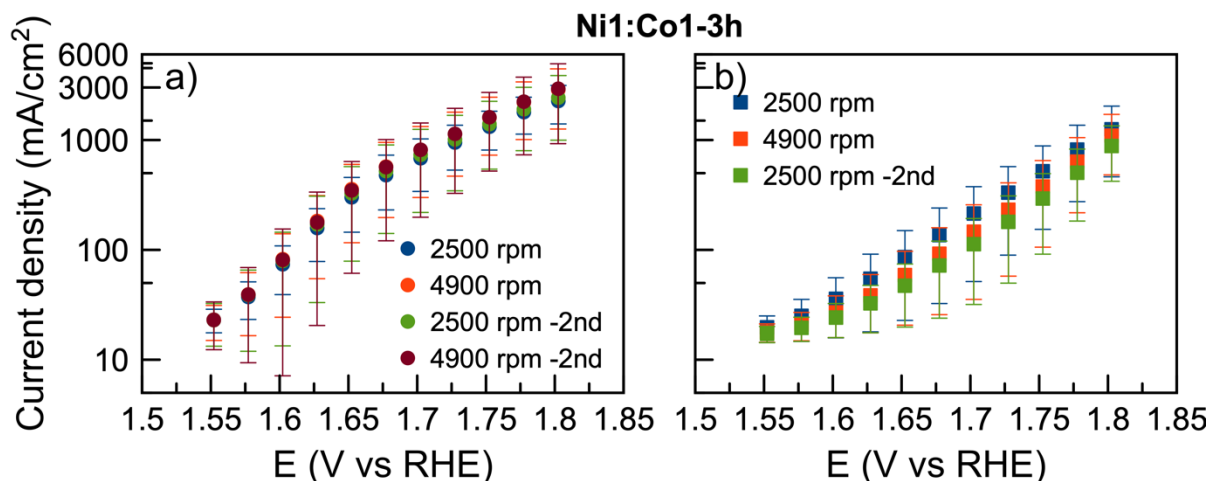 Ni1:Co1-3h
Current density (mA/cm²)
6000
3000
1000
100
10
a)
2500 rpm
4900 rpm
2500 rpm -2nd
4900 rpm -2nd
1.5 1.55 1.6 1.65 1.7 1.75 1.8 1.85
E (V vs RHE)
b)
2500 rpm
4900 rpm
2500 rpm -2nd
1.5 1.55 1.6 1.65 1.7 1.75 1.8 1.85
E (V vs RHE)